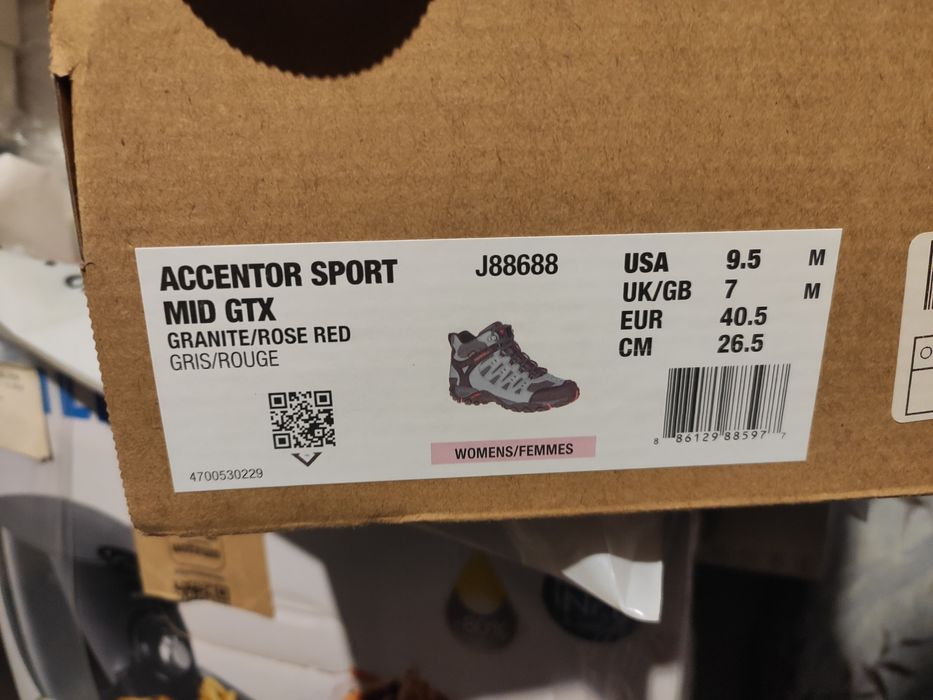 ACCENTOR SPORT
MID GTX
GRANITE/ROSE RED
GRIS/ROUGE
4700530229
J88688
WOMENS/FEMMES
USA 9.5 M
UK/GB 7 M
EUR 40.5
CM 26.5
8 86129 88597 7